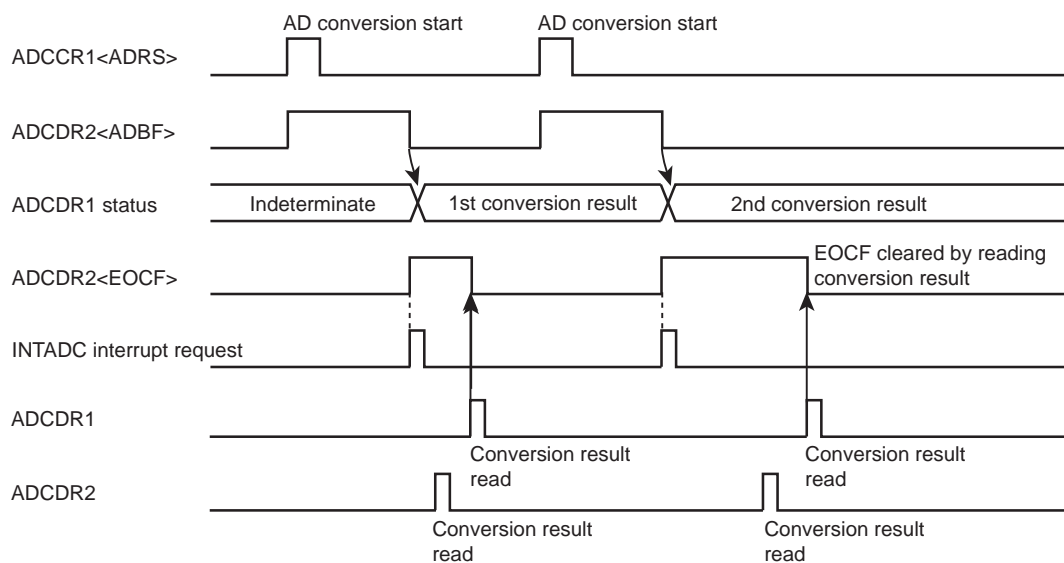 AD conversion start
AD conversion start
ADCCR1<ADRS>
ADCDR2<ADBF>
ADCDR1 status
Indeterminate
1st conversion result
2nd conversion result
EOCF cleared by reading
conversion result
ADCDR2<EOCF>
INTADC interrupt request
ADCDR1
Conversion result
read
Conversion result
read
ADCDR2
Conversion result
read
Conversion result
read